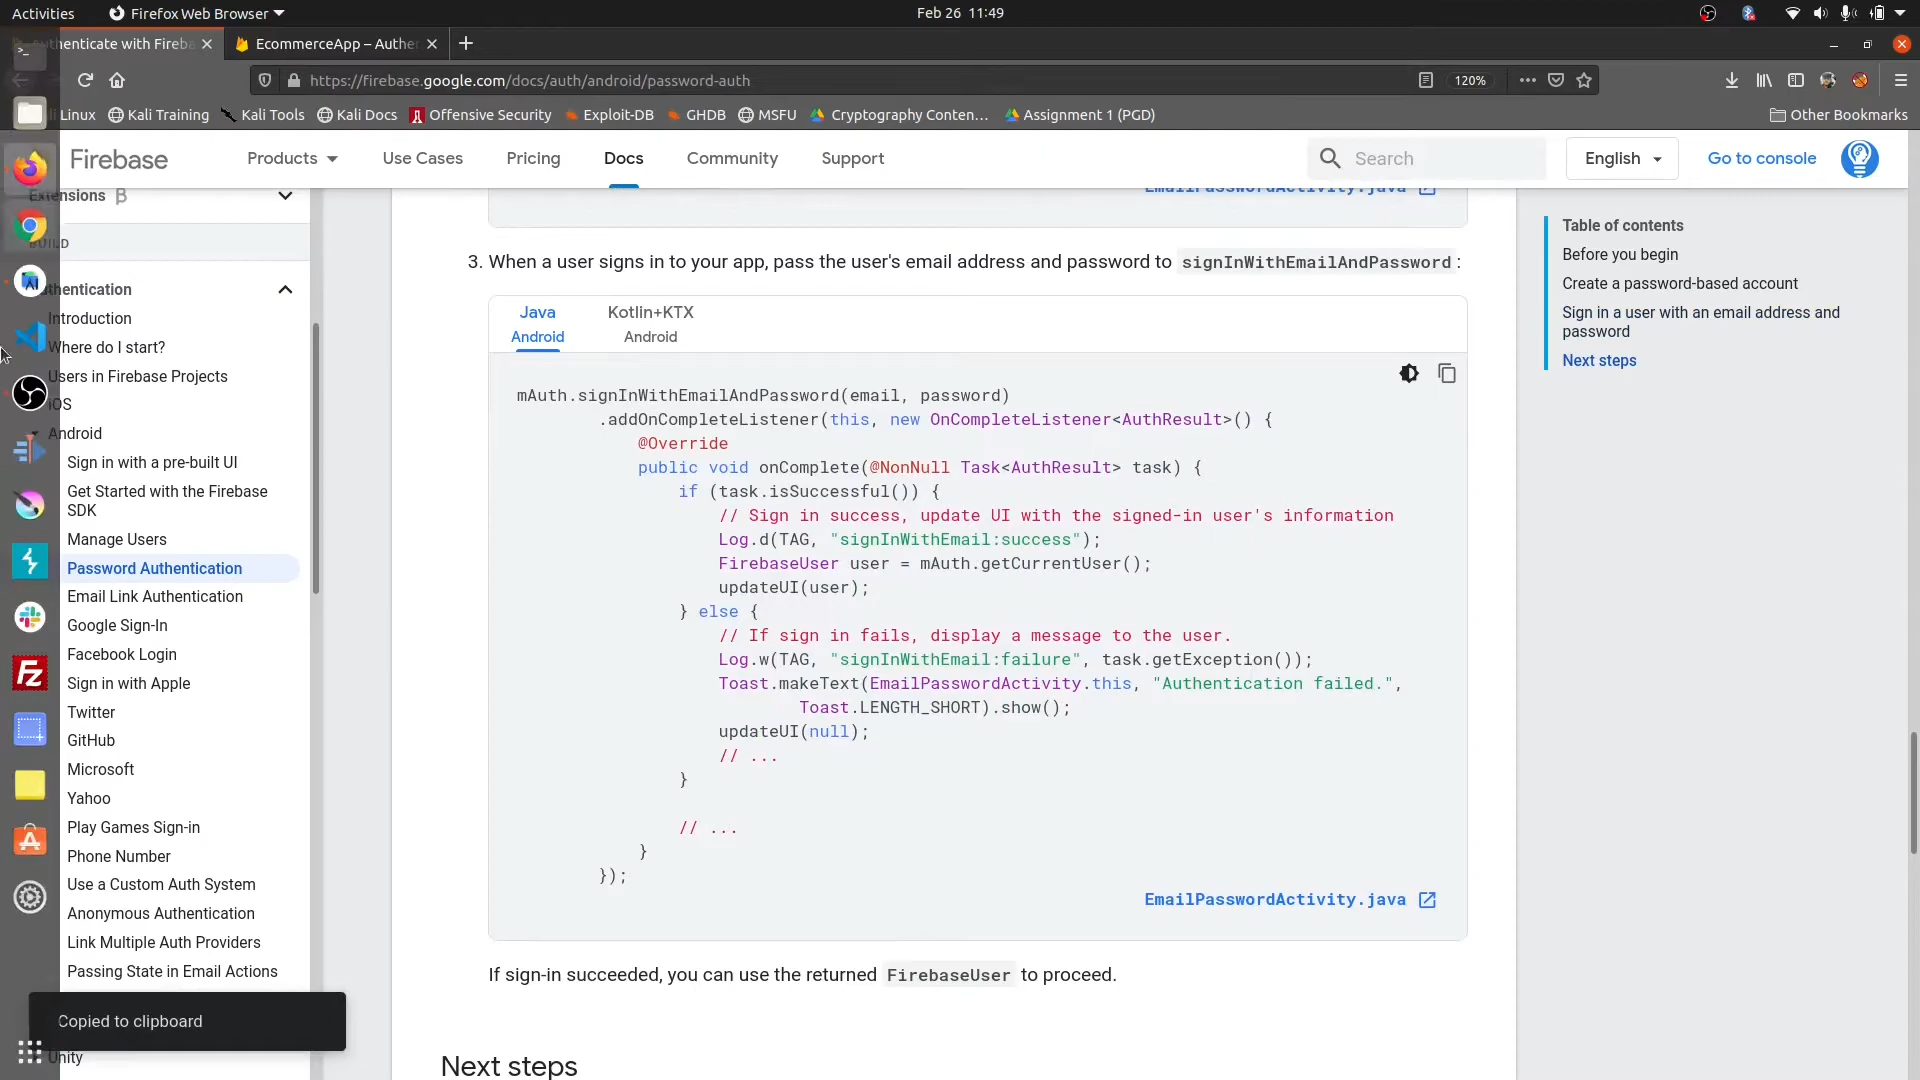 Activities
Firefox Web Browser
Feb 26 11:49
thenticate with Fireba
EcommerceApp – Authe
https://firebase.google.com/docs/auth/android/password-auth
120%
Linux
Kali Training
Kali Tools
Kali Docs
Offensive Security
Exploit-DB
GHDB
MSFU
Cryptography Conten…
Assignment 1 (PGD)
Other Bookmarks
Firebase
Products
Use Cases
Pricing
Docs
Community
Support
Search
English
Go to console
Extensions β
BUILD
Authentication
Introduction
Where do I start?
Users in Firebase Projects
iOS
Android
Sign in with a pre-built UI
Get Started with the Firebase
SDK
Manage Users
Password Authentication
Email Link Authentication
Google Sign-In
Facebook Login
Sign in with Apple
Twitter
GitHub
Microsoft
Yahoo
Play Games Sign-in
Phone Number
Use a Custom Auth System
Anonymous Authentication
Link Multiple Auth Providers
Passing State in Email Actions
Copied to clipboard
Unity
EmailPasswordActivity.java
3. When a user signs in to your app, pass the user's email address and password to signInWithEmailAndPassword:
Java
Android
Kotlin+KTX
Android
mAuth.signInWithEmailAndPassword(email, password)
.addOnCompleteListener(this, new OnCompleteListener<AuthResult>() {
@Override
public void onComplete(@NonNull Task<AuthResult> task) {
if (task.isSuccessful()) {
// Sign in success, update UI with the signed-in user's information
Log.d(TAG, "signInWithEmail:success");
FirebaseUser user = mAuth.getCurrentUser();
updateUI(user);
} else {
// If sign in fails, display a message to the user.
Log.w(TAG, "signInWithEmail:failure", task.getException());
Toast.makeText(EmailPasswordActivity.this, "Authentication failed.",
Toast.LENGTH_SHORT).show();
updateUI(null);
// ...
}
// ...
}
});
EmailPasswordActivity.java
If sign-in succeeded, you can use the returned FirebaseUser to proceed.
Next steps
Table of contents
Before you begin
Create a password-based account
Sign in a user with an email address and
password
Next steps